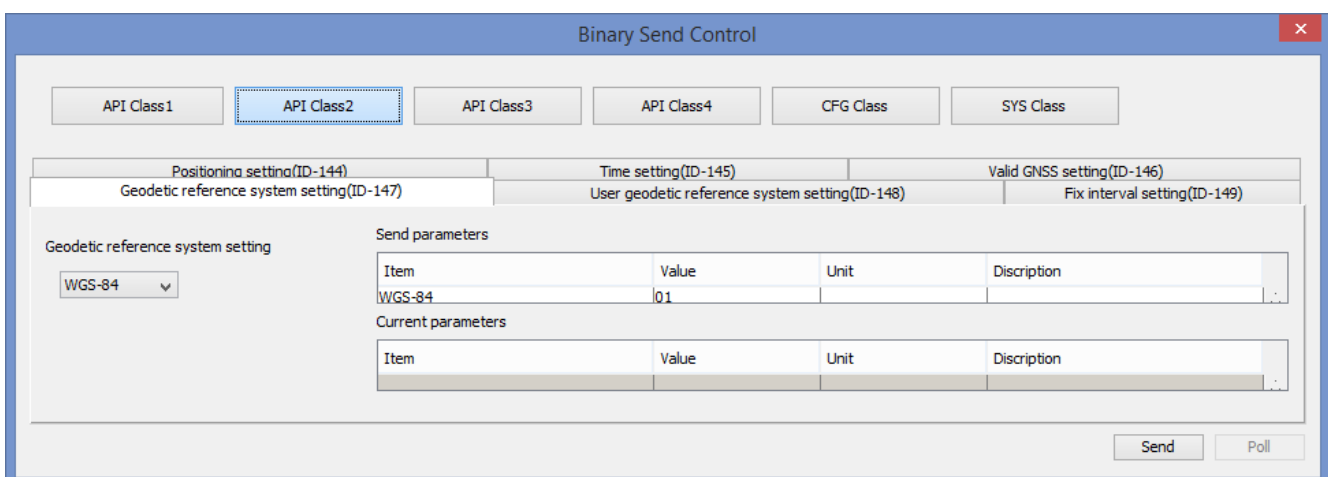 Binary Send Control
API Class1 API Class2 API Class3 API Class4 CFG Class SYS Class
Positioning setting(ID-144) Time setting(ID-145) Valid GNSS setting(ID-146)
Geodetic reference system setting(ID-147) User geodetic reference system setting(ID-148) Fix interval setting(ID-149)
Geodetic reference system setting
WGS-84
Send parameters
Item Value Unit Discription
WGS-84 01
Current parameters
Item Value Unit Discription
Send Poll